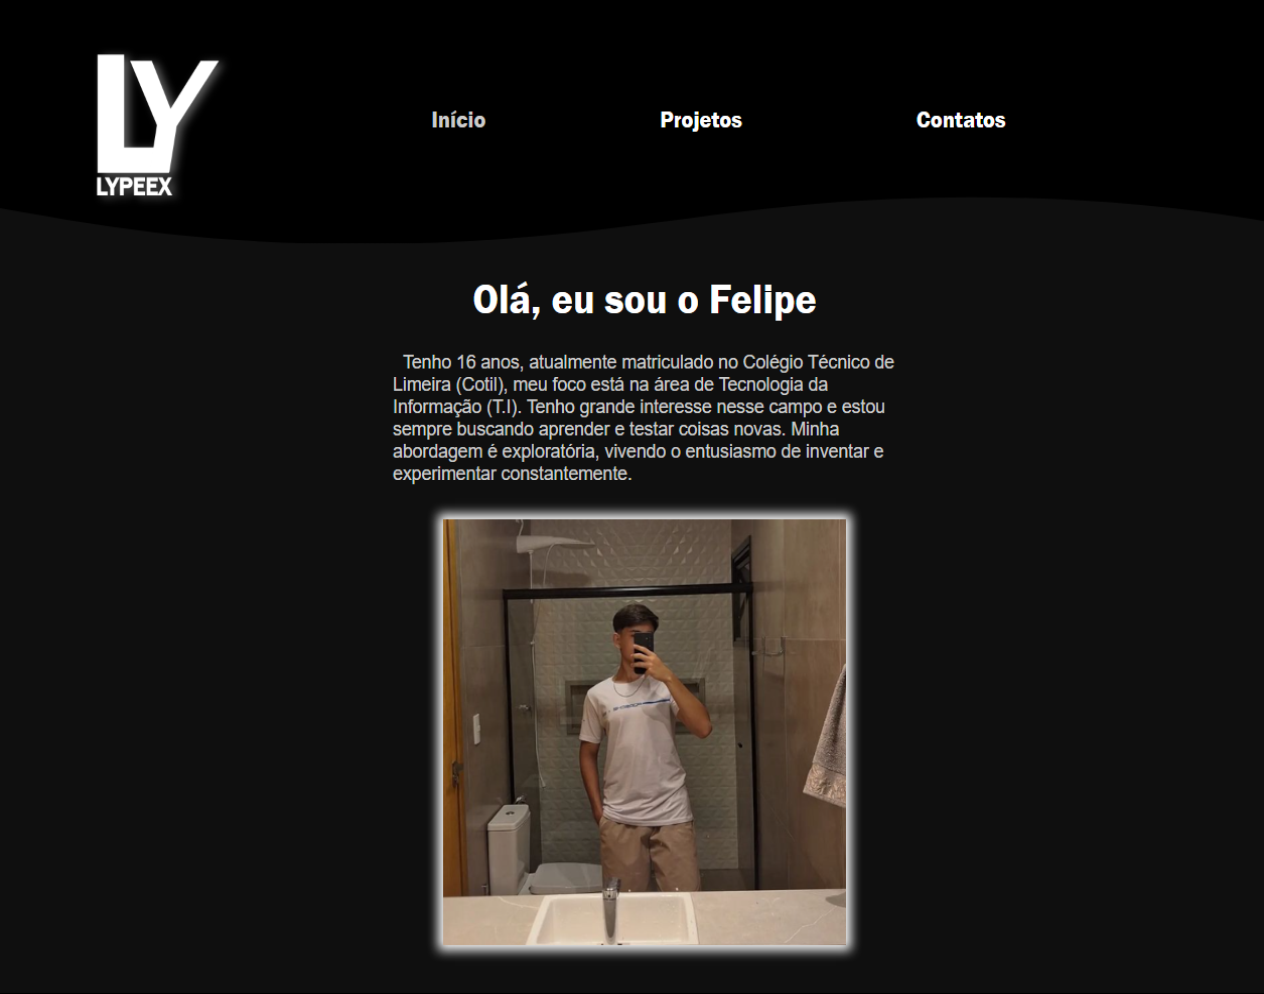 LY
LYPEEX
Início Projetos Contatos
Olá, eu sou o Felipe
Tenho 16 anos, atualmente matriculado no Colégio Técnico de
Limeira (Cotil), meu foco está na área de Tecnologia da
Informação (T.I). Tenho grande interesse nesse campo e estou
sempre buscando aprender e testar coisas novas. Minha
abordagem é exploratória, vivendo o entusiasmo de inventar e
experimentar constantemente.